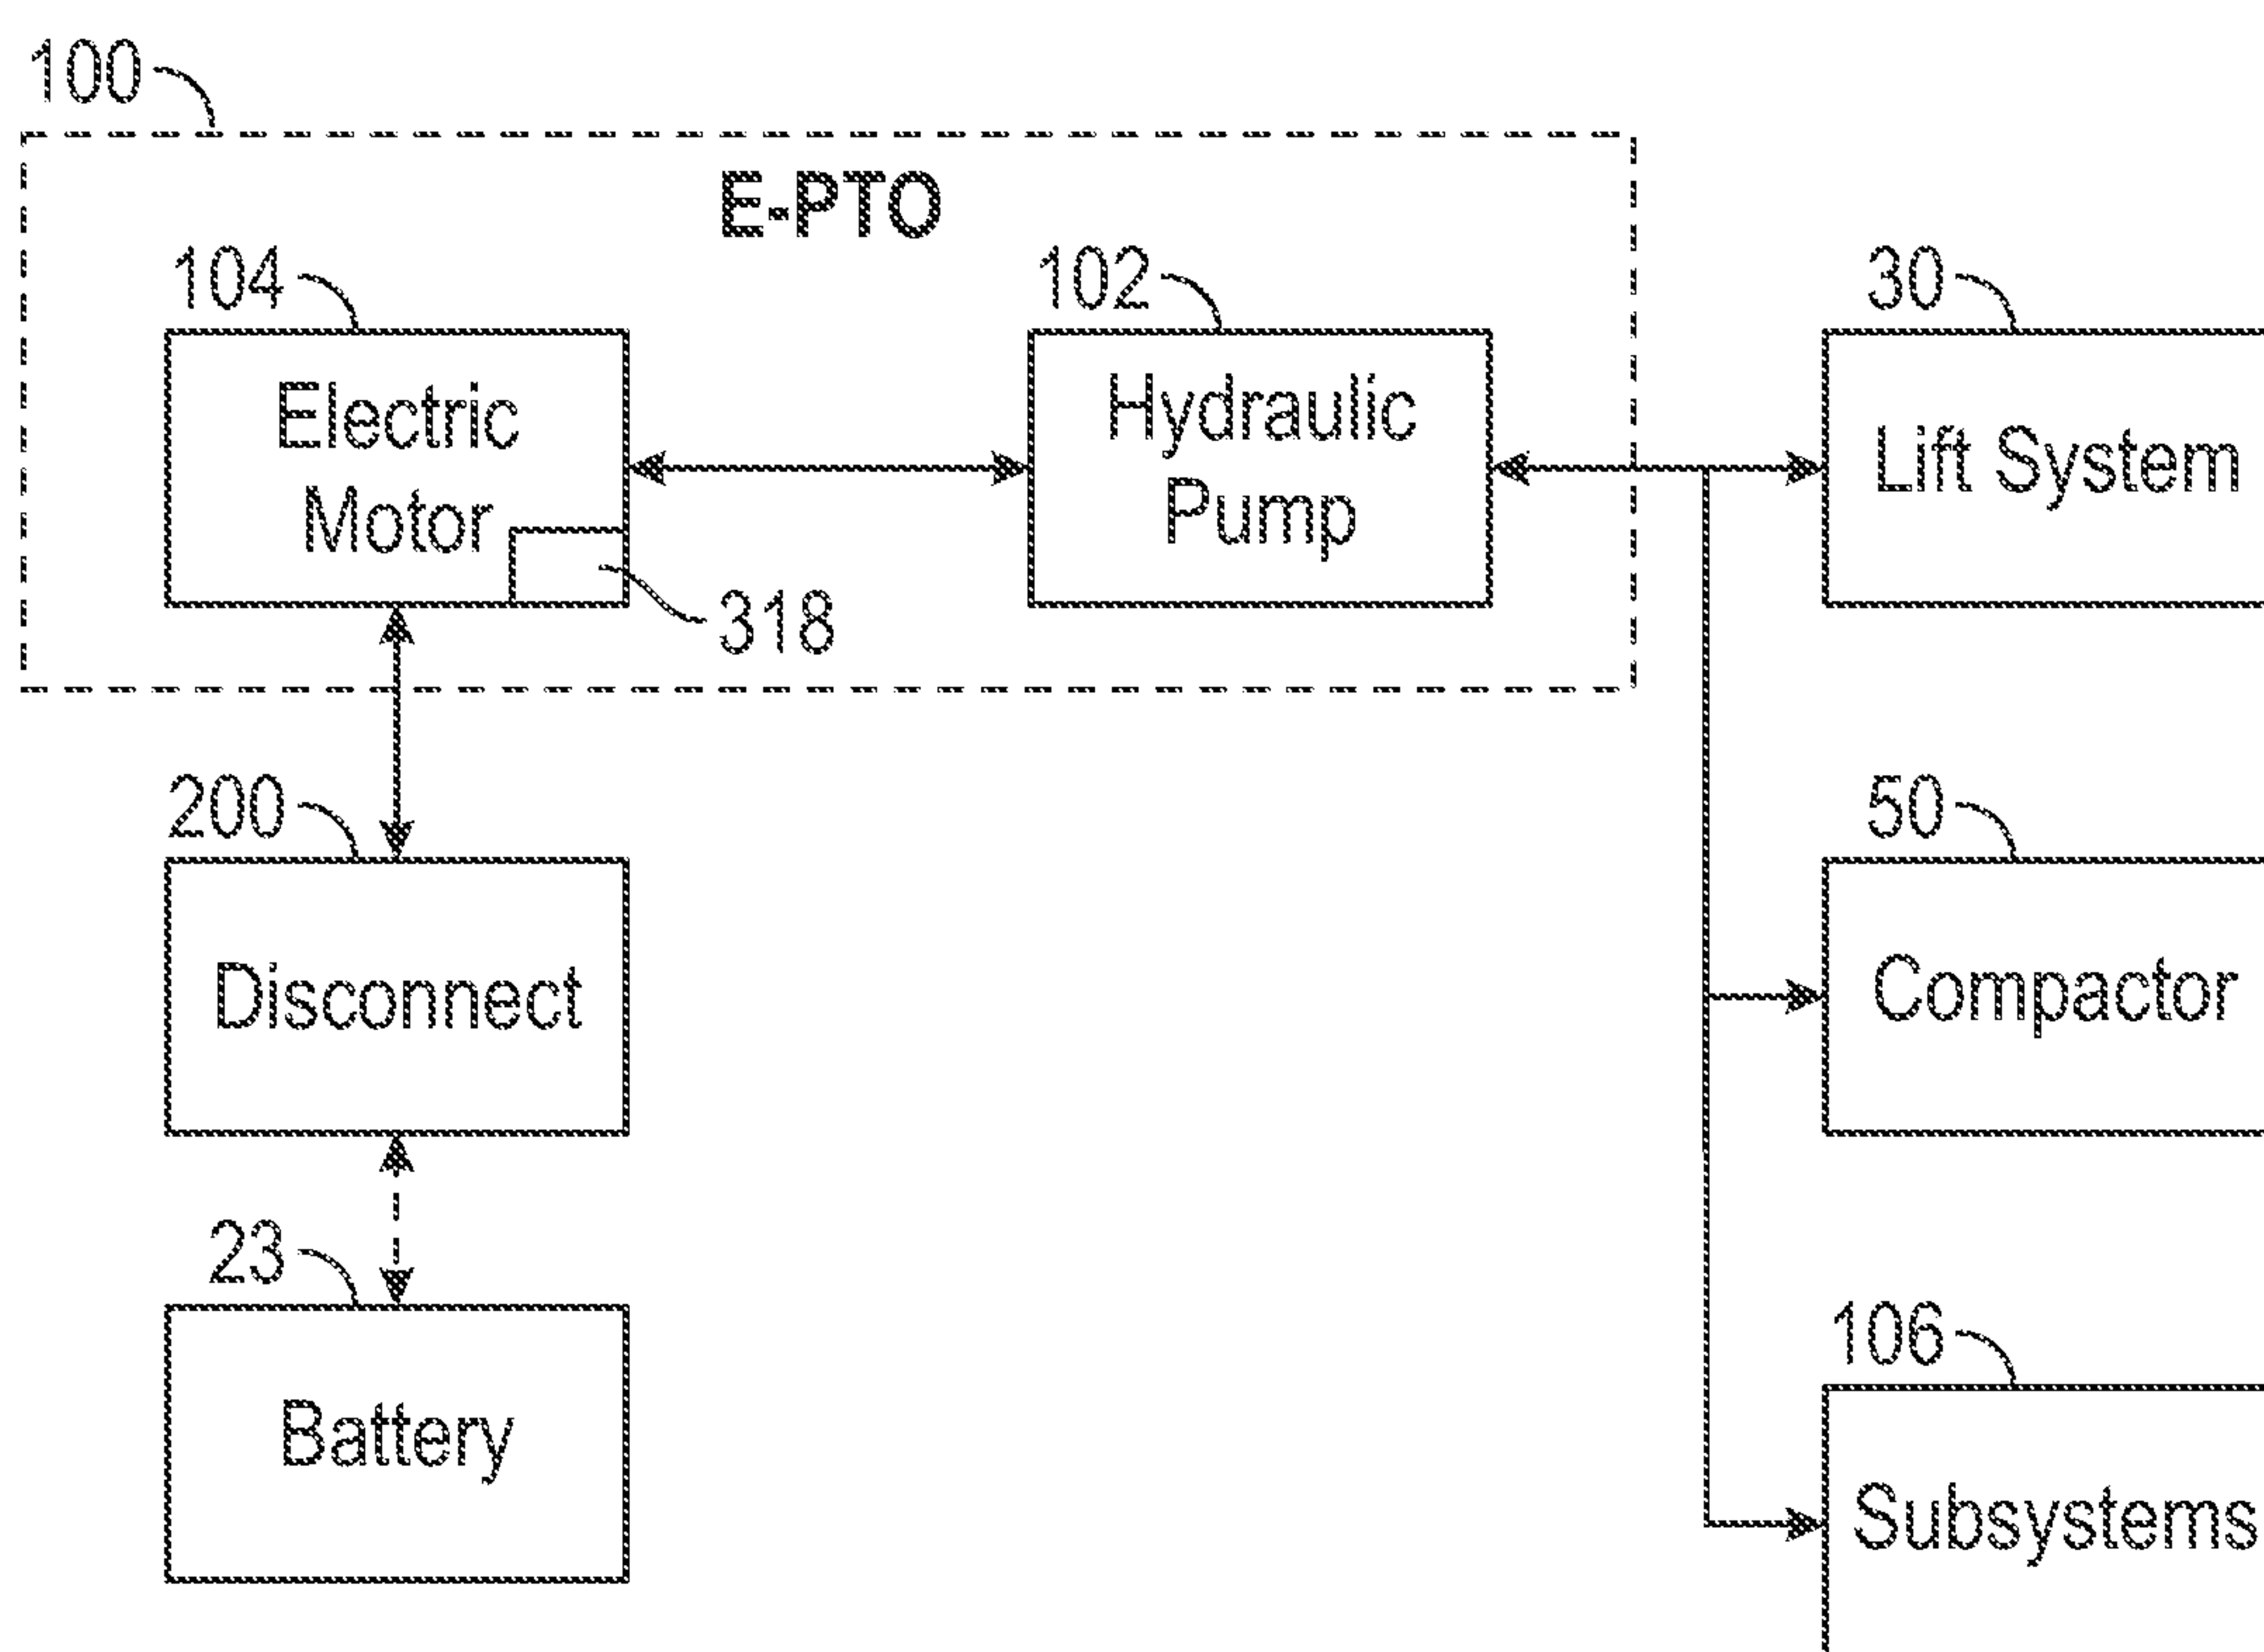 100
E-PTO
104
102
30
Electric
Motor
Hydraulic
Pump
Lift System
318
200
50
Disconnect
Compactor
23
106
Battery
Subsystems